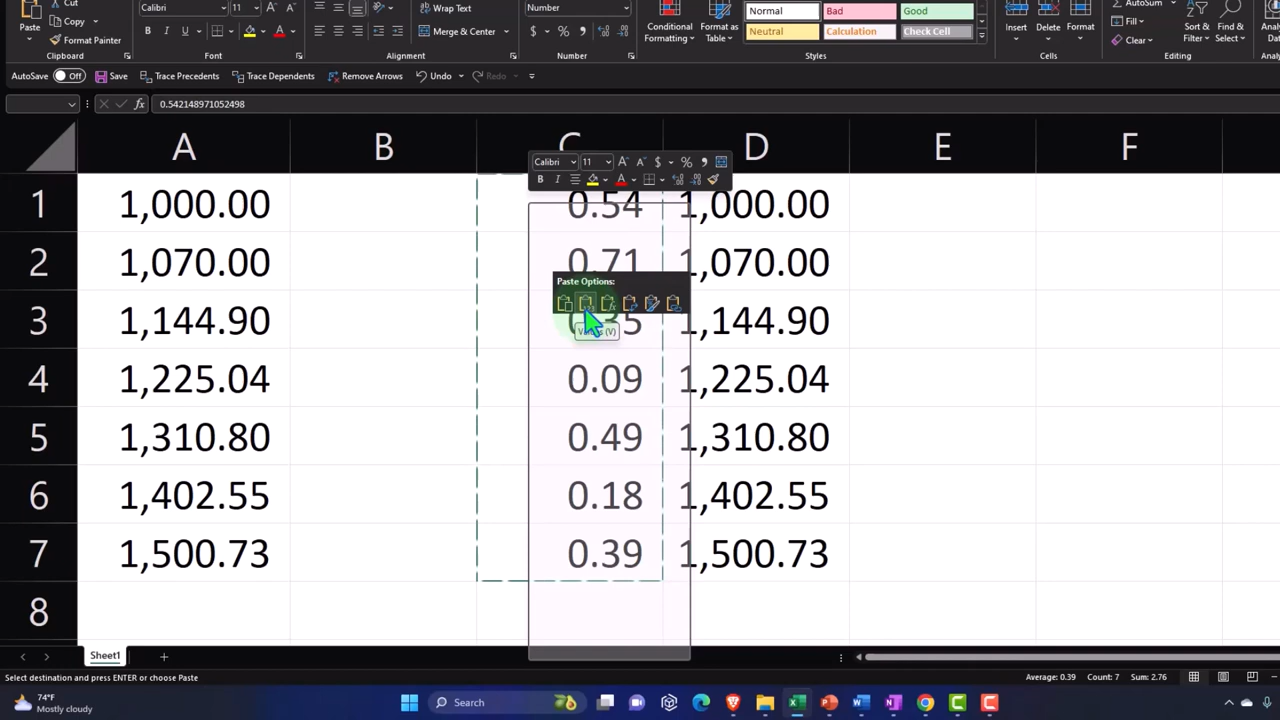 Cut
Calibri 11 Wrap Text Number Normal Bad Good AutoSum
Paste Copy Conditional Format as Insert Delete Format Fill Sort & Find &
Format Painter Merge & Center $ % Formatting Table Neutral Calculation Check Cell Clear Filter Select
Clipboard Font Alignment Number Styles Cells Editing
AutoSave Off Save Trace Precedents Trace Dependents Remove Arrows Undo Redo
fx 0.542148971052498
A B C D E F
Calibri 11 A A $ % ,
B I A
1 1,000.00 0.54 1,000.00
2 1,070.00 0.71 1,070.00
Paste Options:
3 1,144.90 1,144.90
Values (V)
4 1,225.04 0.09 1,225.04
5 1,310.80 0.49 1,310.80
6 1,402.55 0.18 1,402.55
7 1,500.73 0.39 1,500.73
8
Sheet1
Select destination and press ENTER or choose Paste Average: 0.39 Count: 7 Sum: 2.76
74°F
Mostly cloudy
Search